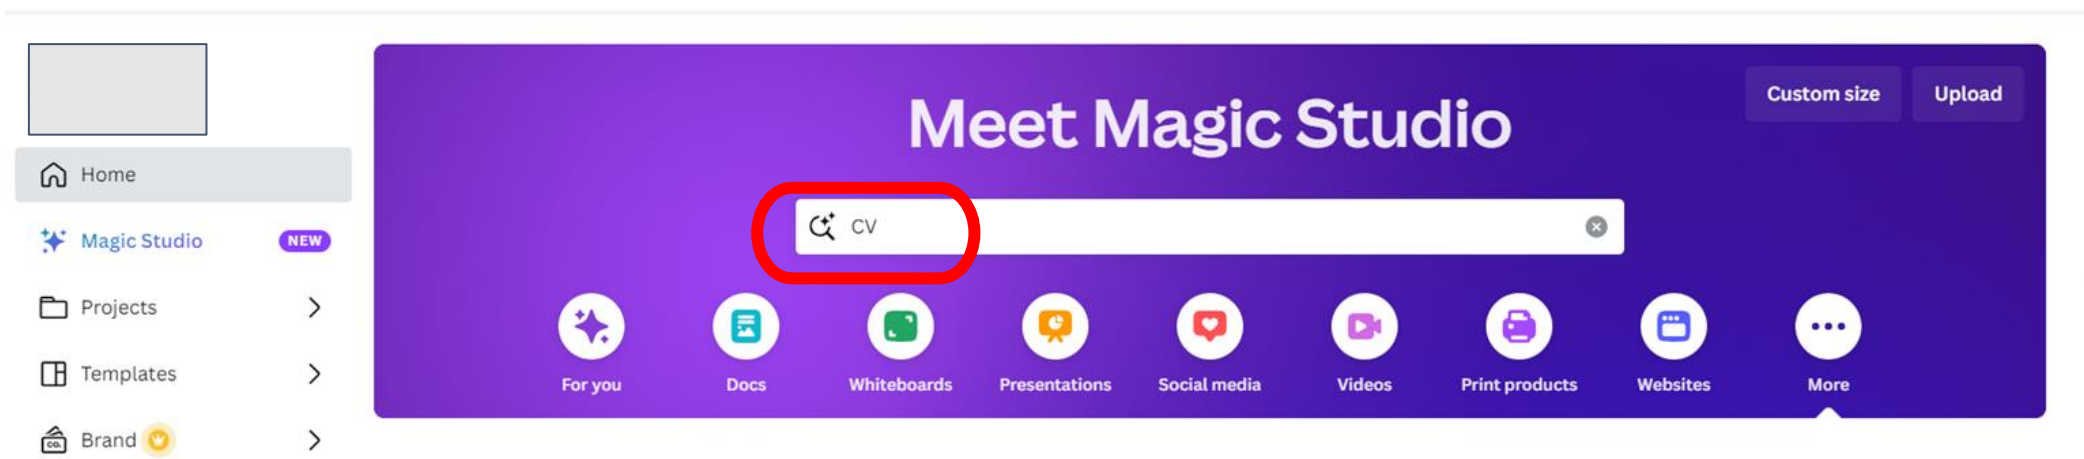 Custom size Upload
Meet Magic Studio
Home
CV
Magic Studio NEW
Projects
Templates
For you Docs Whiteboards Presentations Social media Videos Print products Websites More
CO. Brand